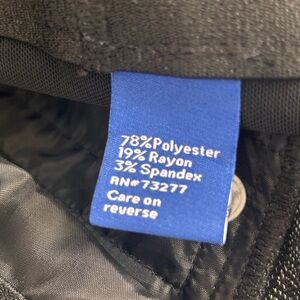 78%Polyester
19% Rayon
3% Spandex
RN#73277
Care on
reverse